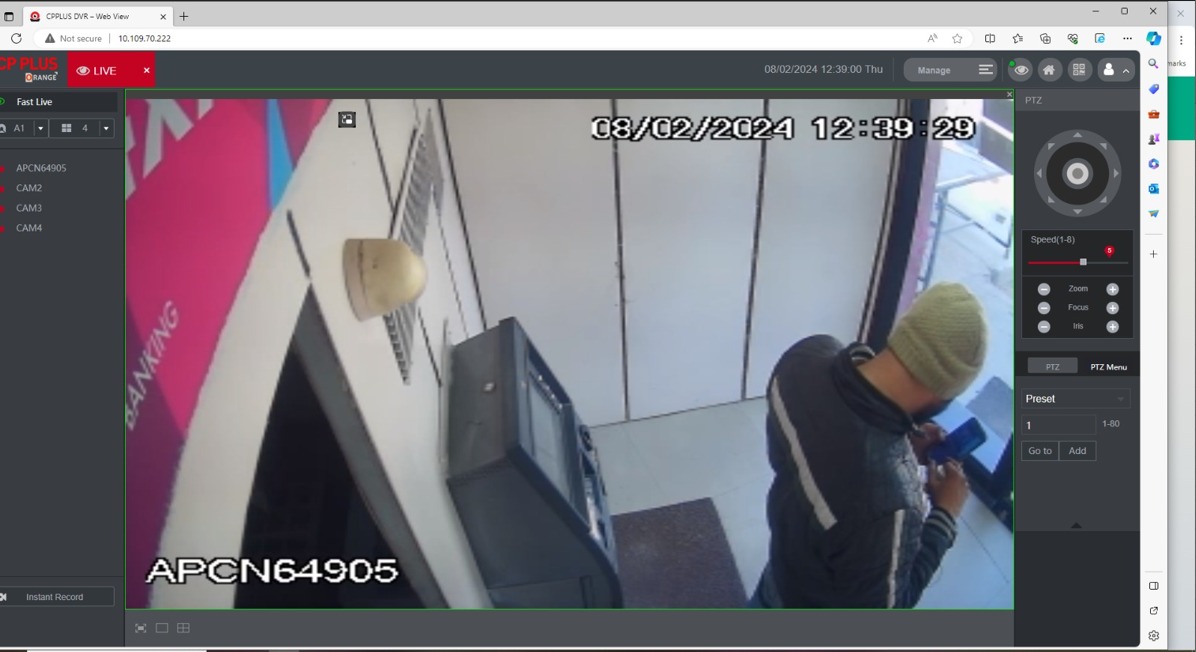 CPPLUS DVR – Web View
Not secure
10.109.70.222
CP PLUS
ORANGE
LIVE
08/02/2024 12:39:00 Thu
Manage
Fast Live
A1
4
APCN64905
CAM2
CAM3
CAM4
08/02/2024 12:39:29
BANKING
APCN64905
Instant Record
PTZ
Speed(1-8)
5
Zoom
Focus
Iris
PTZ
PTZ Menu
Preset
1
1-80
Go to
Add